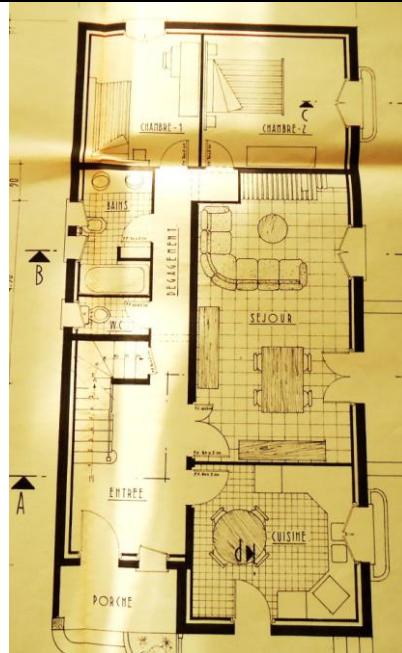 CHAMBRE-1
CHAMBRE-2
C
BAINS
DEGAGEMENT
B
W.C
SEJOUR
A
ENTREE
CUISINE
D
PORCHE